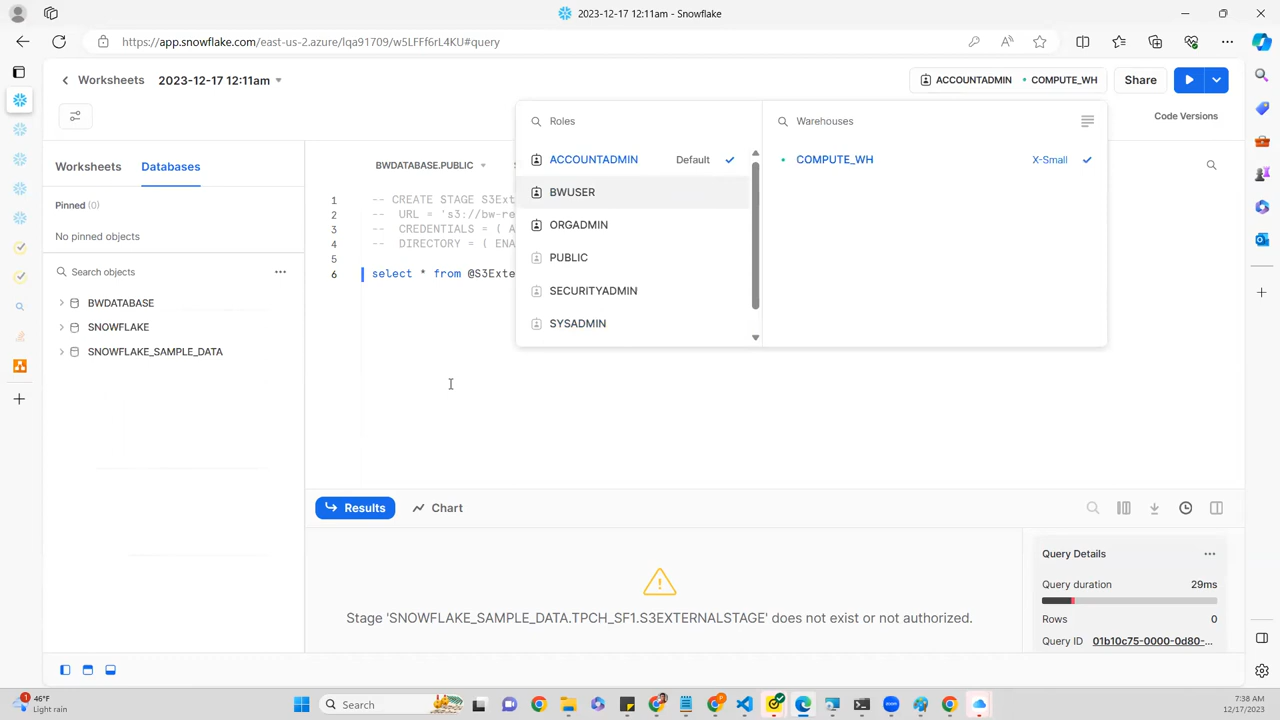 2023-12-17 12:11am - Snowflake
https://app.snowflake.com/east-us-2.azure/lqa91709/w5LFFf6rL4KU#query
Worksheets 2023-12-17 12:11am
ACCOUNTADMIN COMPUTE_WH Share
Code Versions
Roles
Warehouses
ACCOUNTADMIN Default
COMPUTE_WH X-Small
BWUSER
ORGADMIN
PUBLIC
SECURITYADMIN
SYSADMIN
Worksheets Databases
Pinned (0)
No pinned objects
Search objects
BWDATABASE
SNOWFLAKE
SNOWFLAKE_SAMPLE_DATA
BWDATABASE.PUBLIC
1 -- CREATE STAGE S3Ext
2 -- URL = 's3://bw-re
3 -- CREDENTIALS = ( A
4 -- DIRECTORY = ( ENA
5
6 select * from @S3Exte
Results Chart
Stage 'SNOWFLAKE_SAMPLE_DATA.TPCH_SF1.S3EXTERNALSTAGE' does not exist or not authorized.
Query Details
Query duration 29ms
Rows 0
Query ID 01b10c75-0000-0d80-...
46°F
Light rain
Search
7:38 AM
12/17/2023